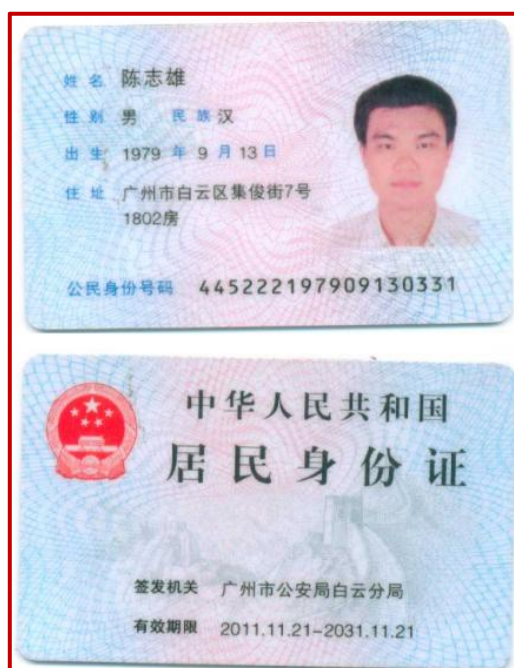 姓名 陈志雄
性别 男 民族 汉
出生 1979 年 9 月 13 日
住址 广州市白云区集俊街7号
1802房
公民身份号码 445222197909130331
中华人民共和国
居民身份证
签发机关 广州市公安局白云分局
有效期限 2011.11.21-2031.11.21